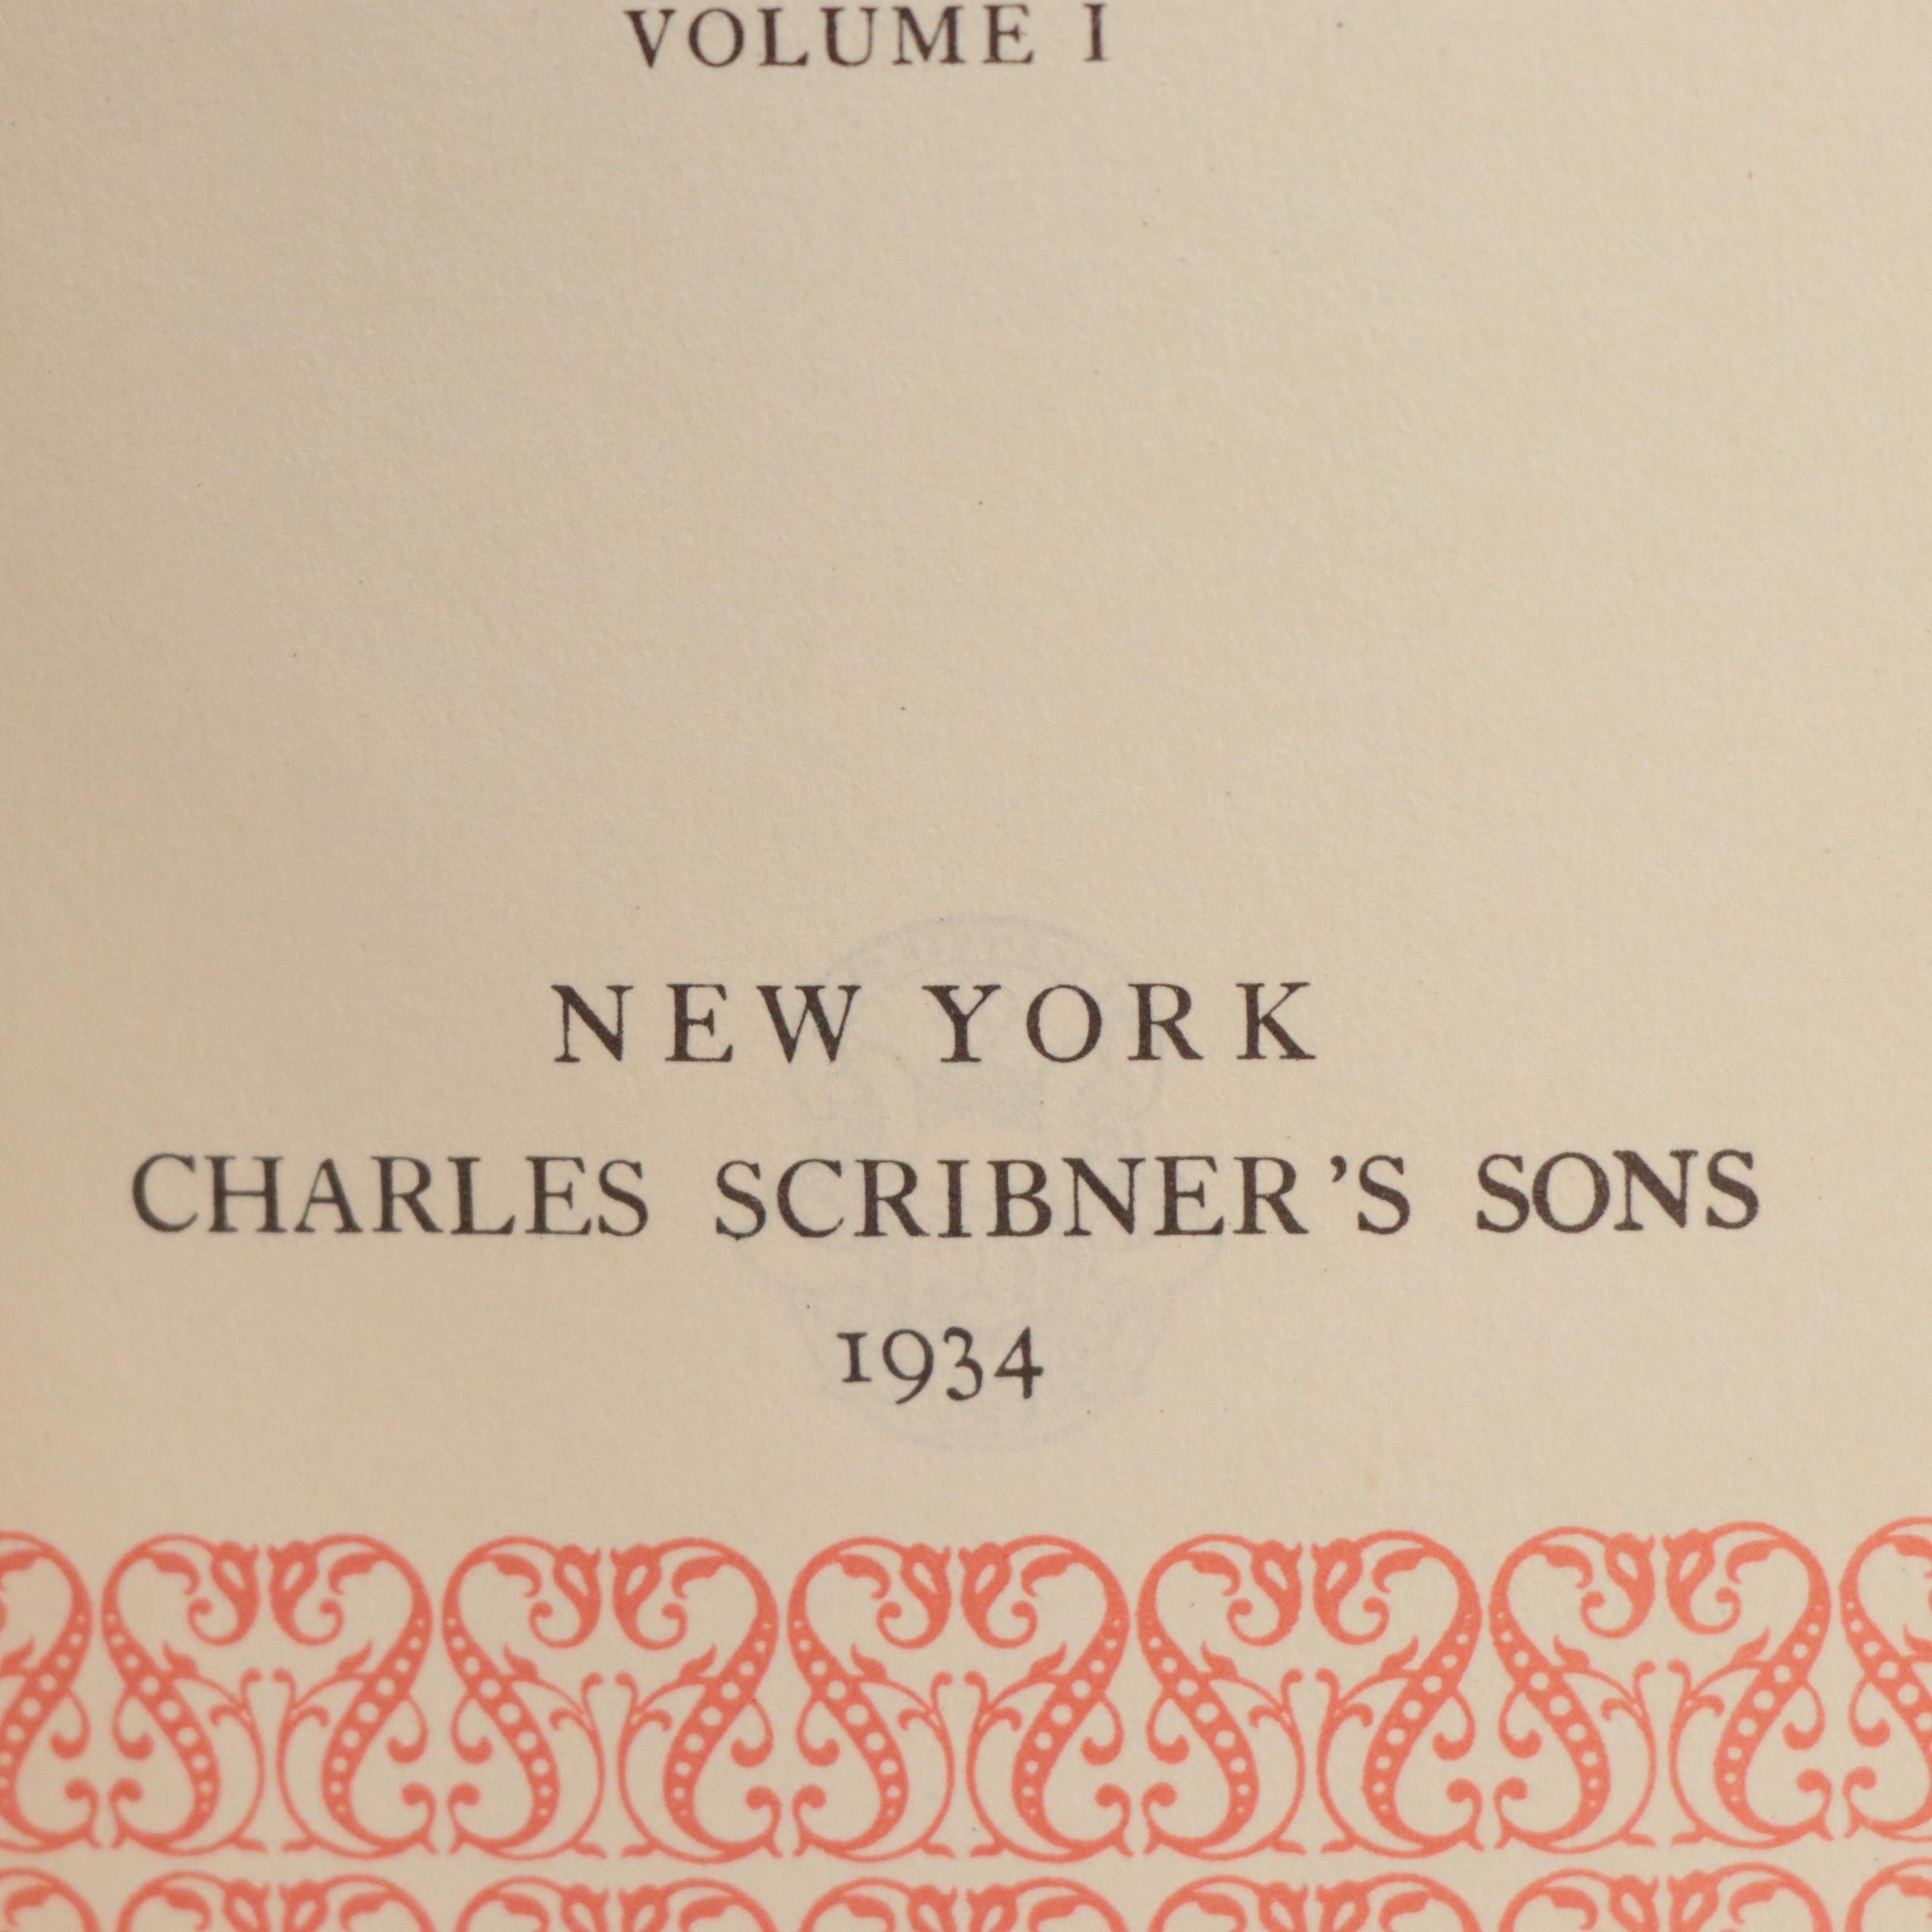 VOLUME I
NEW YORK
CHARLES SCRIBNER'S SONS
1934